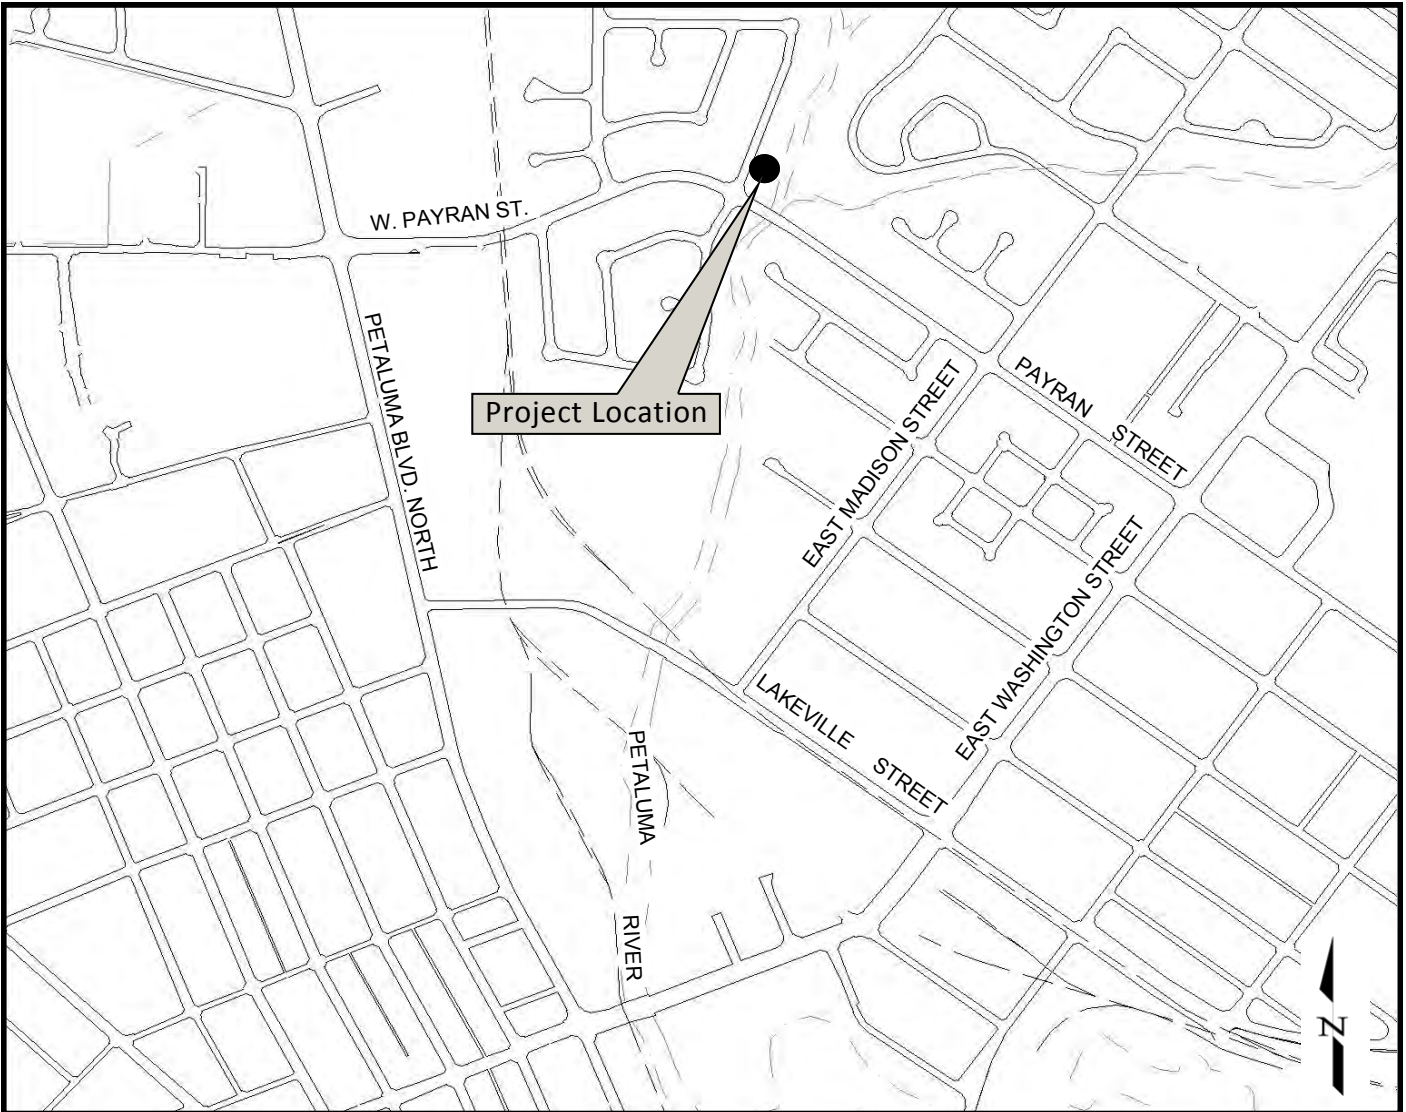 W. PAYRAN ST.
PETALUMA BLVD. NORTH
Project Location
PAYRAN STREET
EAST MADISON STREET
EAST WASHINGTON STREET
LAKEVILLE STREET
PETALUMA RIVER
N